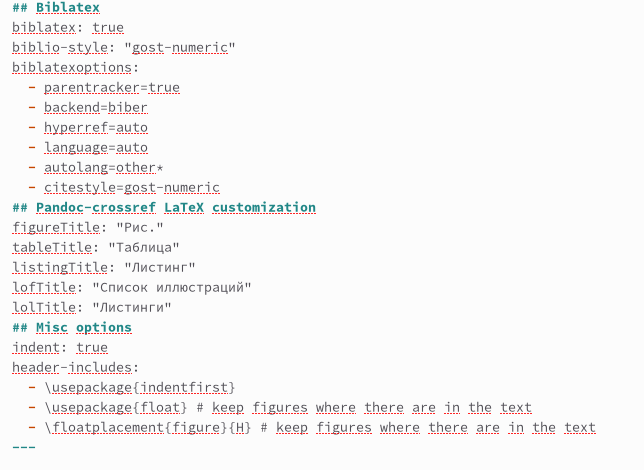 ## Biblatex
biblatex: true
biblio-style: "gost-numeric"
biblatexoptions:
- parentracker=true
- backend=biber
- hyperref=auto
- language=auto
- autolang=other*
- citestyle=gost-numeric
## Pandoc-crossref LaTeX customization
figureTitle: "Рис."
tableTitle: "Таблица"
listingTitle: "Листинг"
lofTitle: "Список иллюстраций"
lolTitle: "Листинги"
## Misc options
indent: true
header-includes:
- \usepackage{indentfirst}
- \usepackage{float} # keep figures where there are in the text
- \floatplacement{figure}{H} # keep figures where there are in the text
---